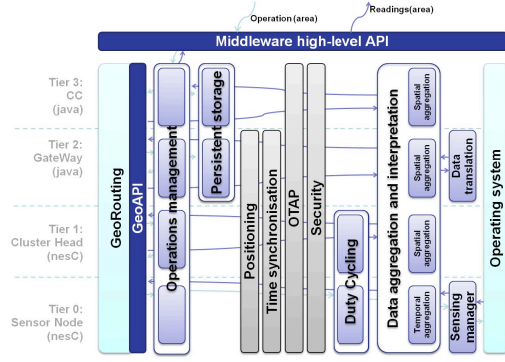 Operation (area)
Readings(area)
Middleware high-level API
Tier 3:
CC
(java)
Tier 2:
GateWay
(java)
Tier 1:
Cluster Head
(nesC)
Tier 0:
Sensor Node
(nesC)
GeoRouting
GeoAPI
Operations management
Persistent storage
Positioning
Time synchronisation
OTAP
Security
Duty Cycling
Data aggregation and interpretation
Spatial
aggregation
Spatial
aggregation
Spatial
aggregation
Temporal
aggregation
Data
translation
Sensing
manager
Operating system